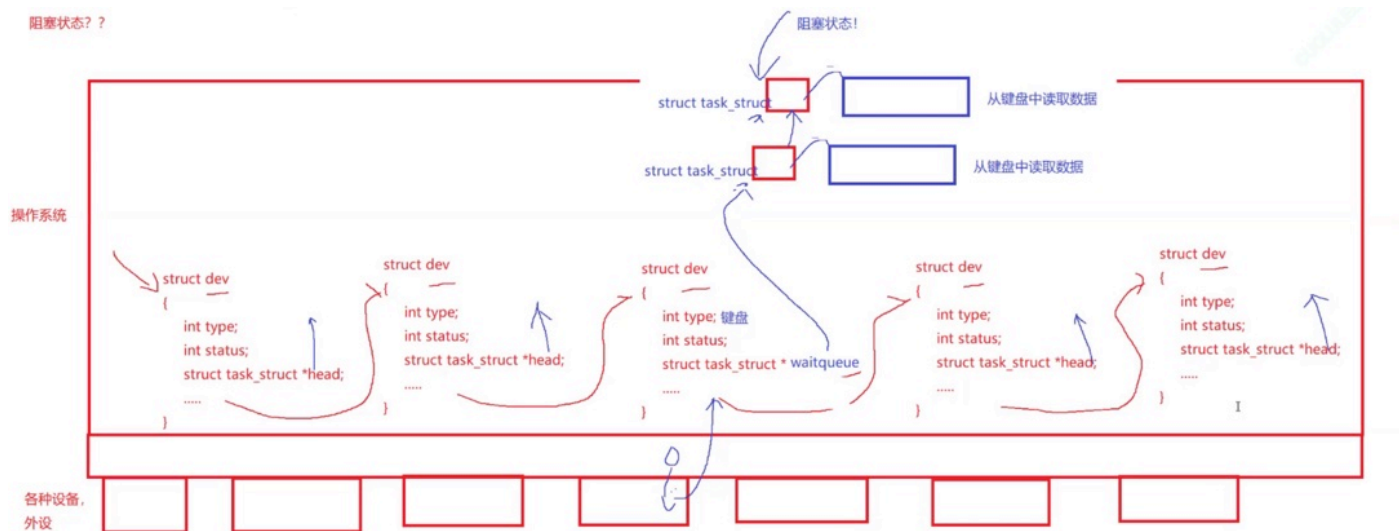 阻塞状态？？
阻塞状态！
struct task_struct
从键盘中读取数据
struct task_struct
从键盘中读取数据
操作系统
struct dev
{
int type;
int status;
struct task_struct *head;
.....
}
struct dev
{
int type;
int status;
struct task_struct *head;
.....
}
struct dev
{
int type; 键盘
int status;
struct task_struct * waitqueue
.....
}
struct dev
{
int type;
int status;
struct task_struct *head;
.....
}
struct dev
{
int type;
int status;
struct task_struct *head;
.....
}
各种设备，
外设